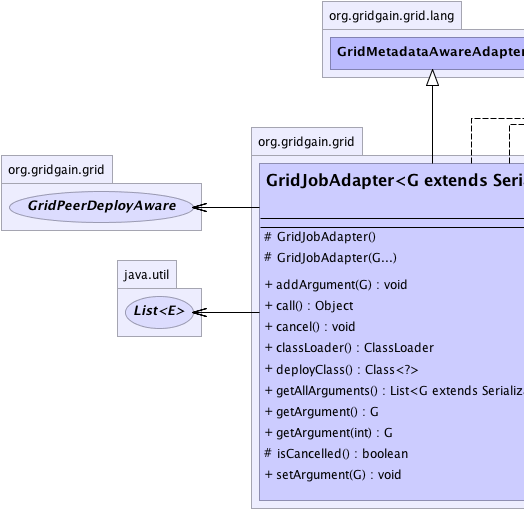 org.gridgain.grid.lang
GridMetadataAwareAdapter
org.gridgain.grid
GridJobAdapter<G extends Seria
# GridJobAdapter()
# GridJobAdapter(G...)
+ addArgument(G) : void
+ call() : Object
+ cancel() : void
+ classLoader() : ClassLoader
+ deployClass() : Class<?>
+ getAllArguments() : List<G extends Serializa
+ getArgument() : G
+ getArgument(int) : G
# isCancelled() : boolean
+ setArgument(G) : void
org.gridgain.grid
GridPeerDeployAware
java.util
List<E>